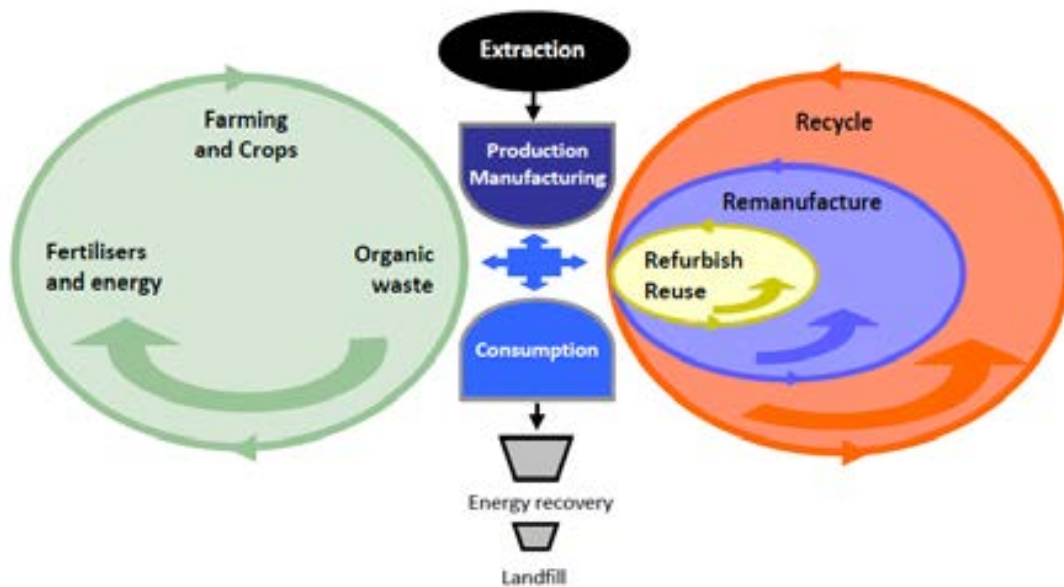 Extraction
Farming
and Crops
Production
Manufacturing
Recycle
Remanufacture
Fertilisers
and energy
Organic
waste
Refurbish
Reuse
Consumption
Energy recovery
Landfill